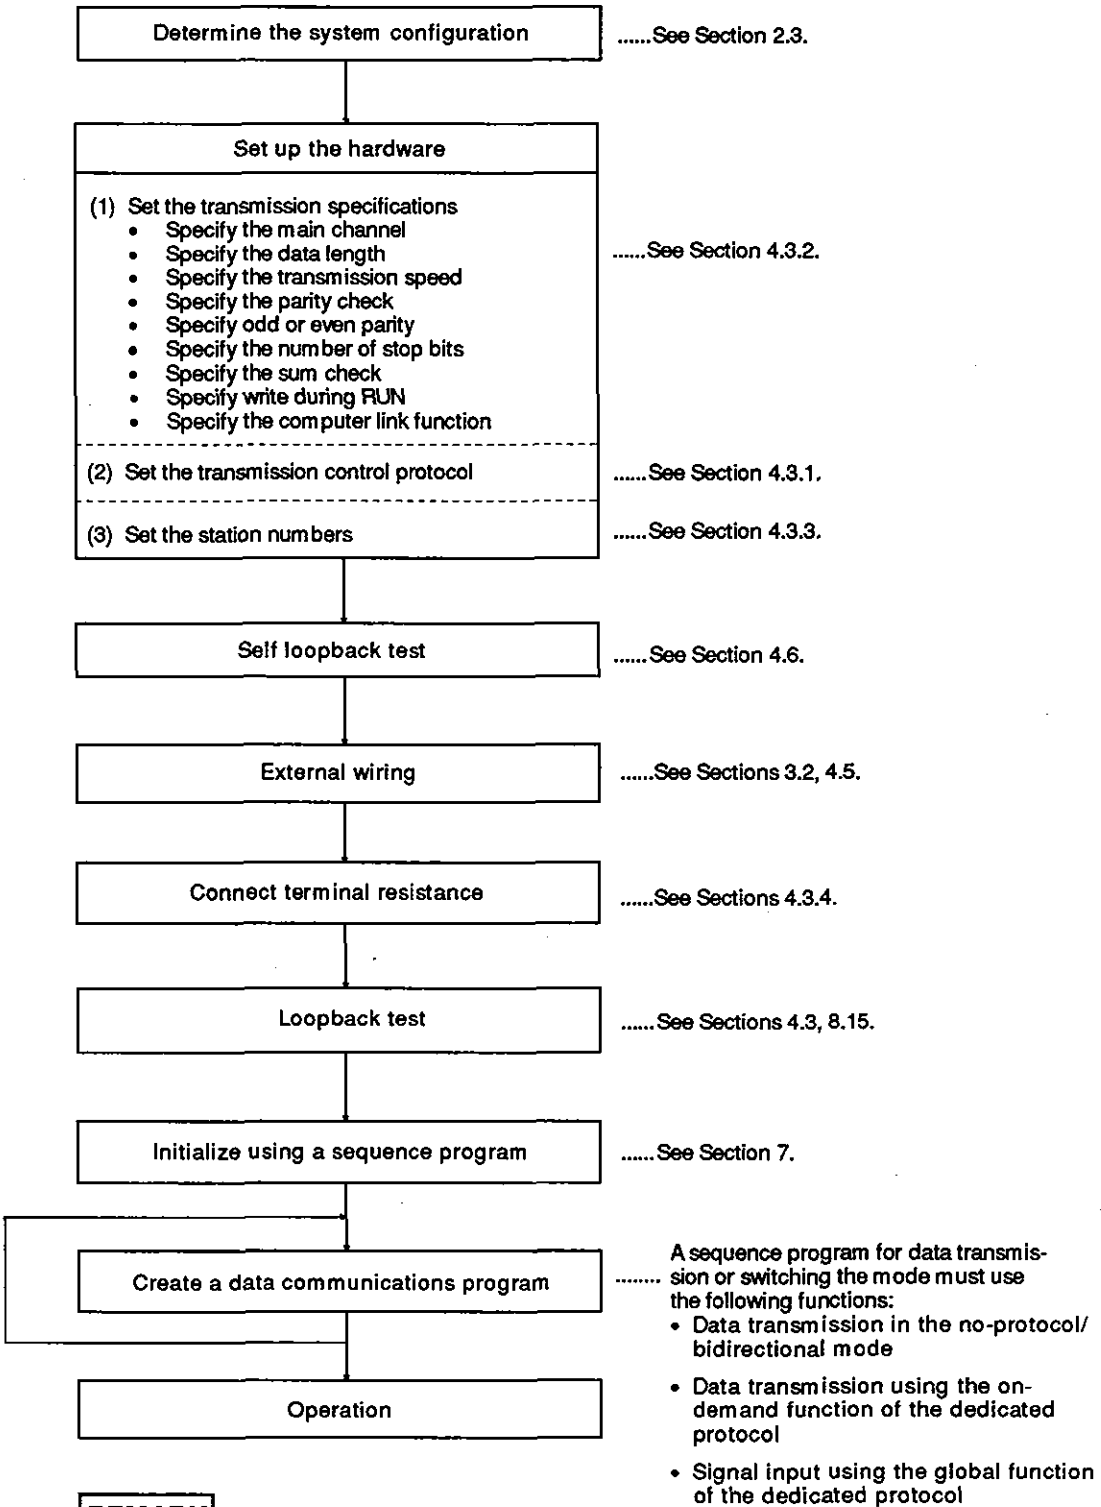 Determine the system configuration
......See Section 2.3.
Set up the hardware
(1) Set the transmission specifications
• Specify the main channel
• Specify the data length
• Specify the transmission speed
• Specify the parity check
• Specify odd or even parity
• Specify the number of stop bits
• Specify the sum check
• Specify write during RUN
• Specify the computer link function
......See Section 4.3.2.
(2) Set the transmission control protocol
......See Section 4.3.1.
(3) Set the station numbers
......See Section 4.3.3.
Self loopback test
......See Section 4.6.
External wiring
......See Sections 3.2, 4.5.
Connect terminal resistance
......See Sections 4.3.4.
Loopback test
......See Sections 4.3, 8.15.
Initialize using a sequence program
......See Section 7.
Create a data communications program
........ A sequence program for data transmis-
sion or switching the mode must use
the following functions:
• Data transmission in the no-protocol/
bidirectional mode
• Data transmission using the on-
demand function of the dedicated
protocol
• Signal input using the global function
of the dedicated protocol
Operation